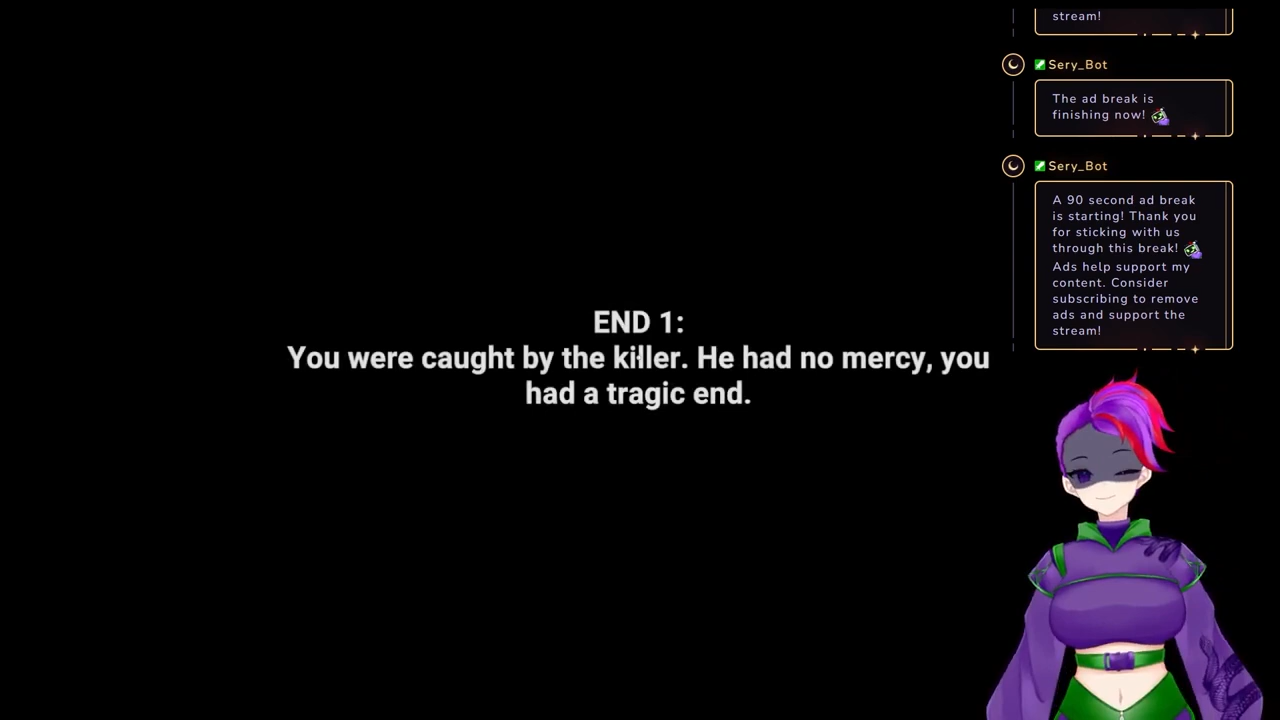 stream!
Sery_Bot
The ad break is
finishing now!
Sery_Bot
A 90 second ad break
is starting! Thank you
for sticking with us
through this break!
Ads help support my
content. Consider
subscribing to remove
ads and support the
stream!
END 1:
You were caught by the killer. He had no mercy, you
had a tragic end.